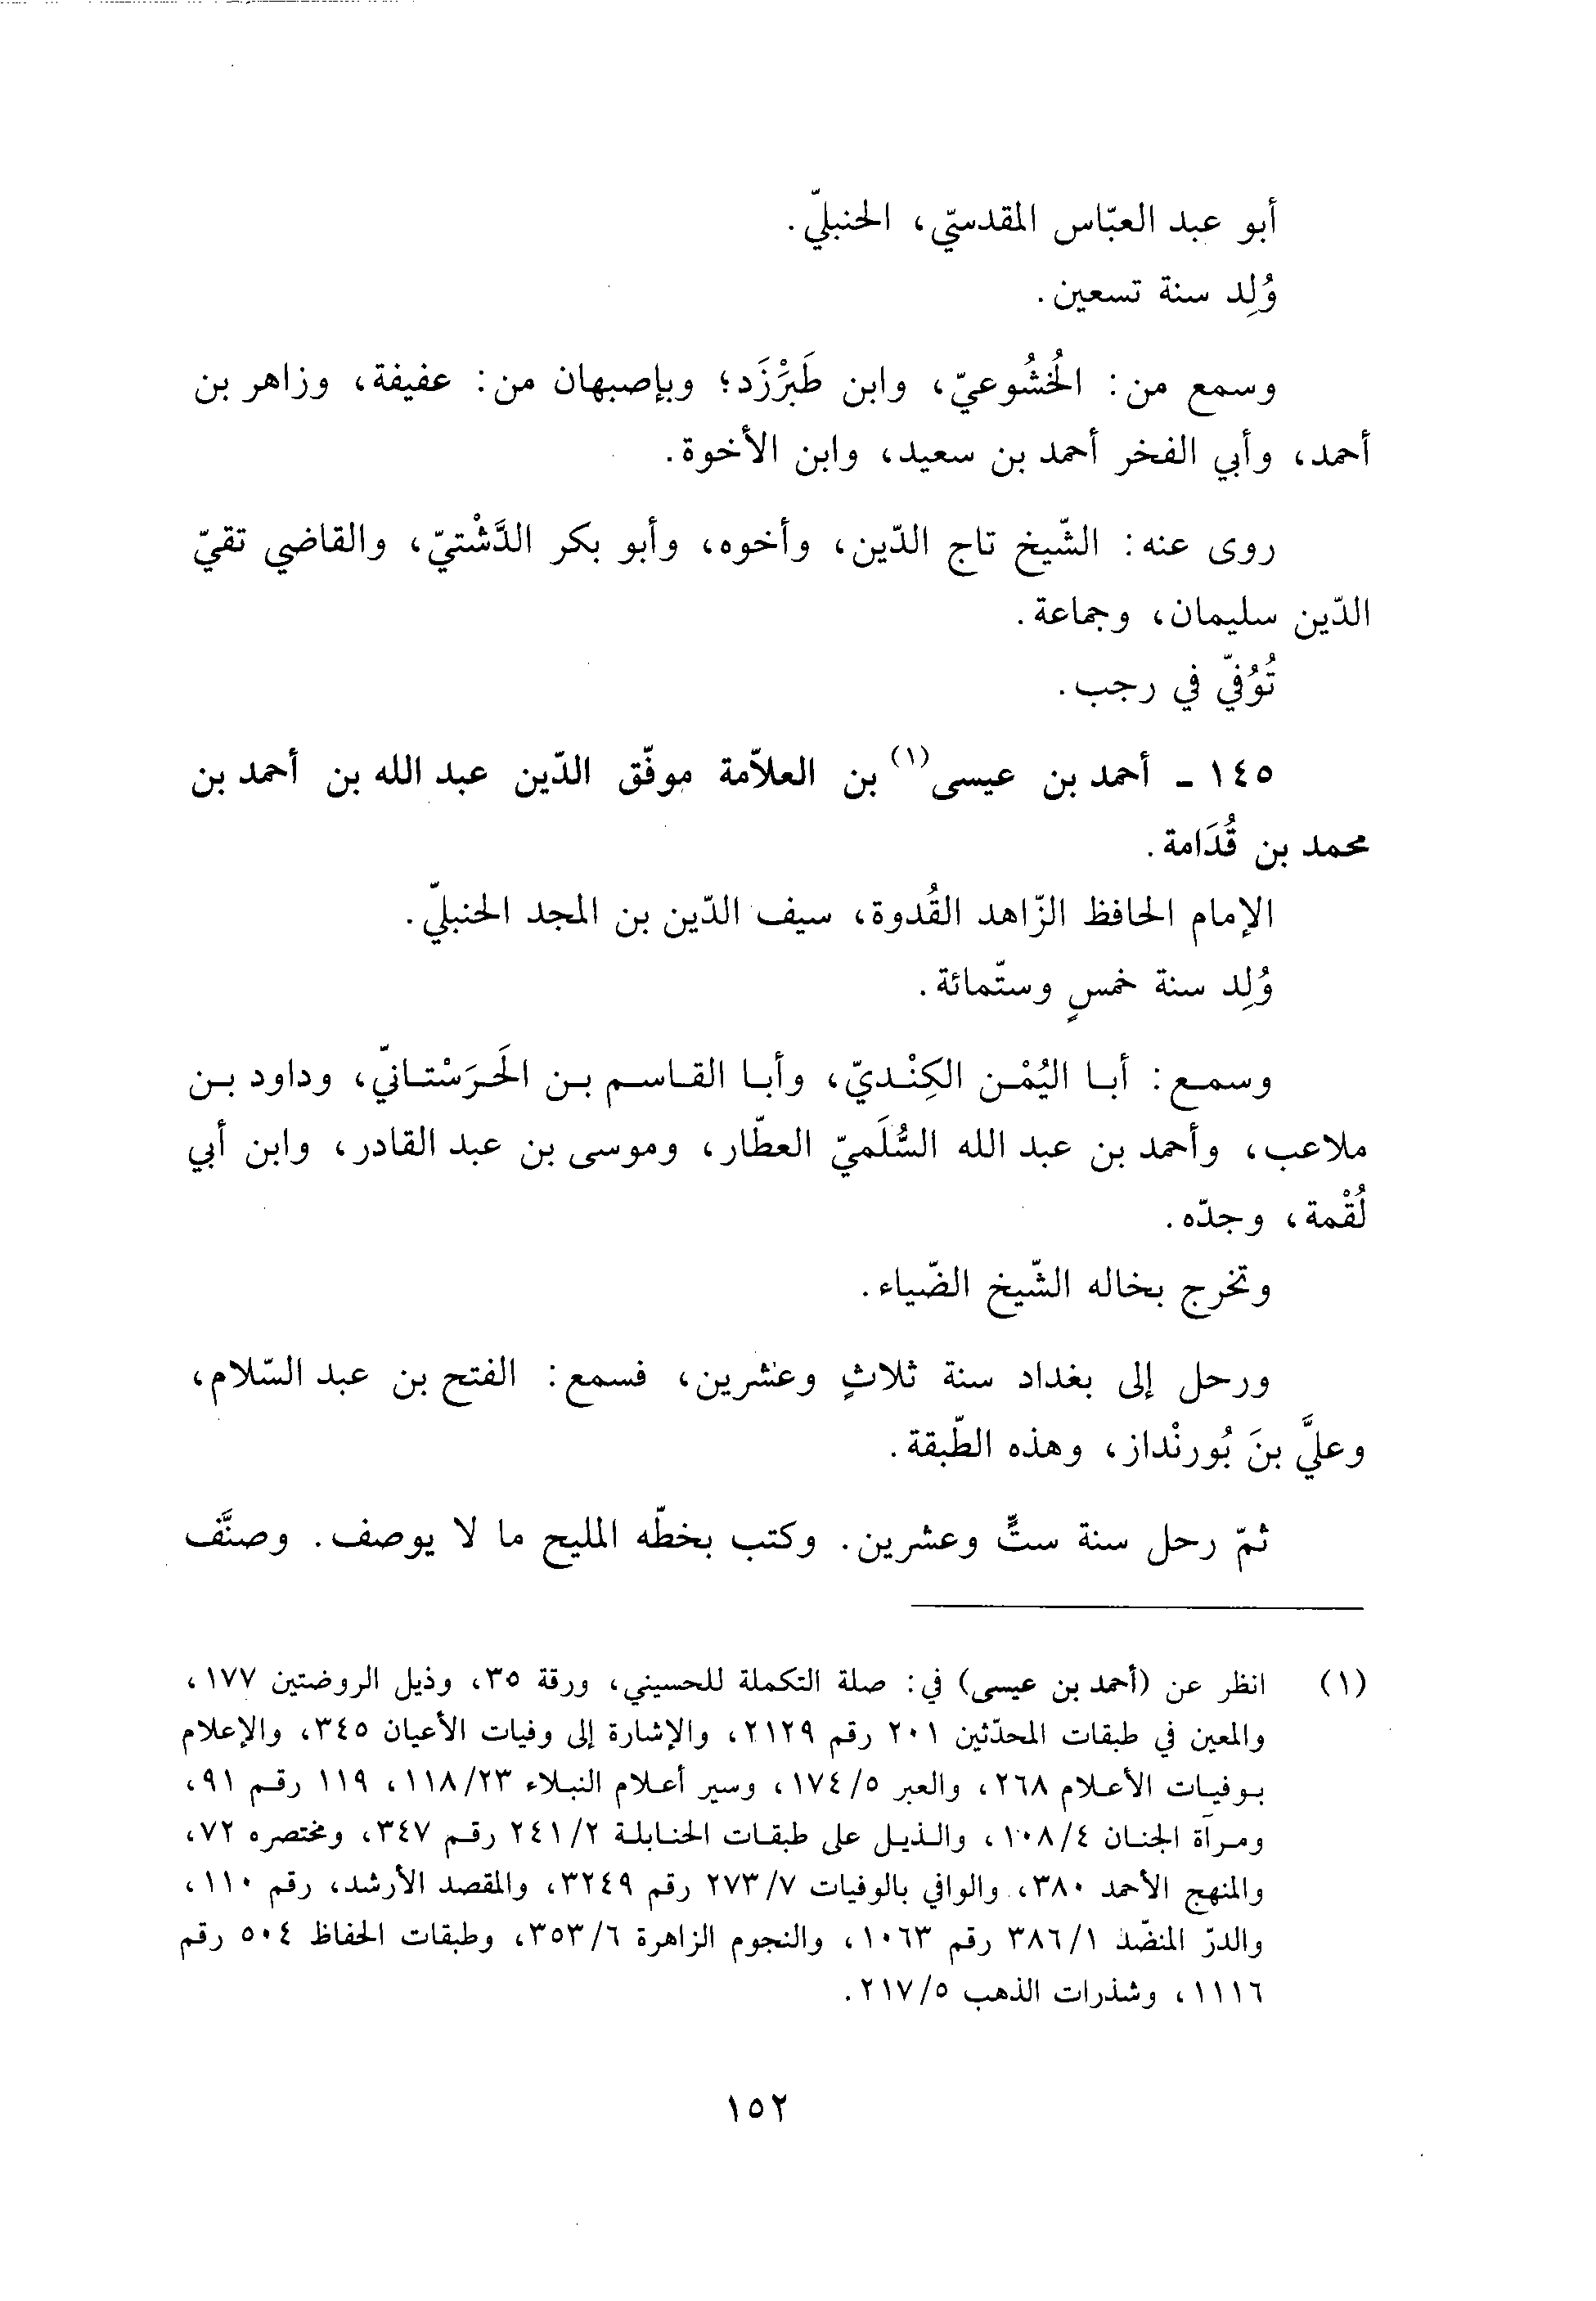 أبو عبد العبّاس المقدسيّ، الحنبليّ.
وُلِد سنة تسعين.
وسمع من: الخُشُوعيّ، وابن طَبَرْزَد؛ وبإصبهان من: عفيفة، وزاهر بن
أحمد، وأبي الفخر أحمد بن سعيد، وابن الأخوة.
روى عنه: الشّيخ تاج الدّين، وأخوه، وأبو بكر الدَّشْتيّ، والقاضي تقيّ
الدّين سليمان، وجماعة.
تُوُفيّ في رجب.
١٤٥ ـ أحمد بن عيسى(١) بن العلاّمة موفّق الدّين عبد الله بن أحمد بن
محمد بن قُدَامة.
الإمام الحافظ الزّاهد القُدوة، سيف الدّين بن المجد الحنبليّ.
وُلِد سنة خمسٍ وستّمائة.
وسمع: أبا اليُمْن الكِنْديّ، وأبا القاسم بن الحَرَسْتانيّ، وداود بن
ملاعب، وأحمد بن عبد الله السُّلَميّ العطّار، وموسى بن عبد القادر، وابن أبي
لُقْمة، وجدّه.
وتخرج بخاله الشّيخ الضّياء.
ورحل إلى بغداد سنة ثلاثٍ وعشرين، فسمع: الفتح بن عبد السّلام،
وعليَّ بنَ بُورنْداز، وهذه الطّبقة.
ثمّ رحل سنة ستٍّ وعشرين. وكتب بخطّه المليح ما لا يوصف. وصنَّف
(١) انظر عن (أحمد بن عيسى) في: صلة التكملة للحسيني، ورقة ٣٥، وذيل الروضتين ١٧٧،
والمعين في طبقات المحدّثين ٢٠١ رقم ٢١٢٩، والإشارة إلى وفيات الأعيان ٣٤٥، والإعلام
بوفيات الأعلام ٢٦٨، والعبر ١٧٤/٥، وسير أعلام النبلاء ١١٨/٢٣، ١١٩ رقم ٩١،
ومرآة الجنان ١٠٨/٤، والذيل على طبقات الحنابلة ٢٤١/٢ رقم ٣٤٧، ومختصره ٧٢،
والمنهج الأحمد ٣٨٠، والوافي بالوفيات ٢٧٣/٧ رقم ٣٢٤٩، والمقصد الأرشد، رقم ١١٠،
والدرّ المنضّد ٣٨٦/١ رقم ١٠٦٣، والنجوم الزاهرة ٣٥٣/٦، وطبقات الحفاظ ٥٠٤ رقم
١١١٦، وشذرات الذهب ٢١٧/٥.
١٥٢